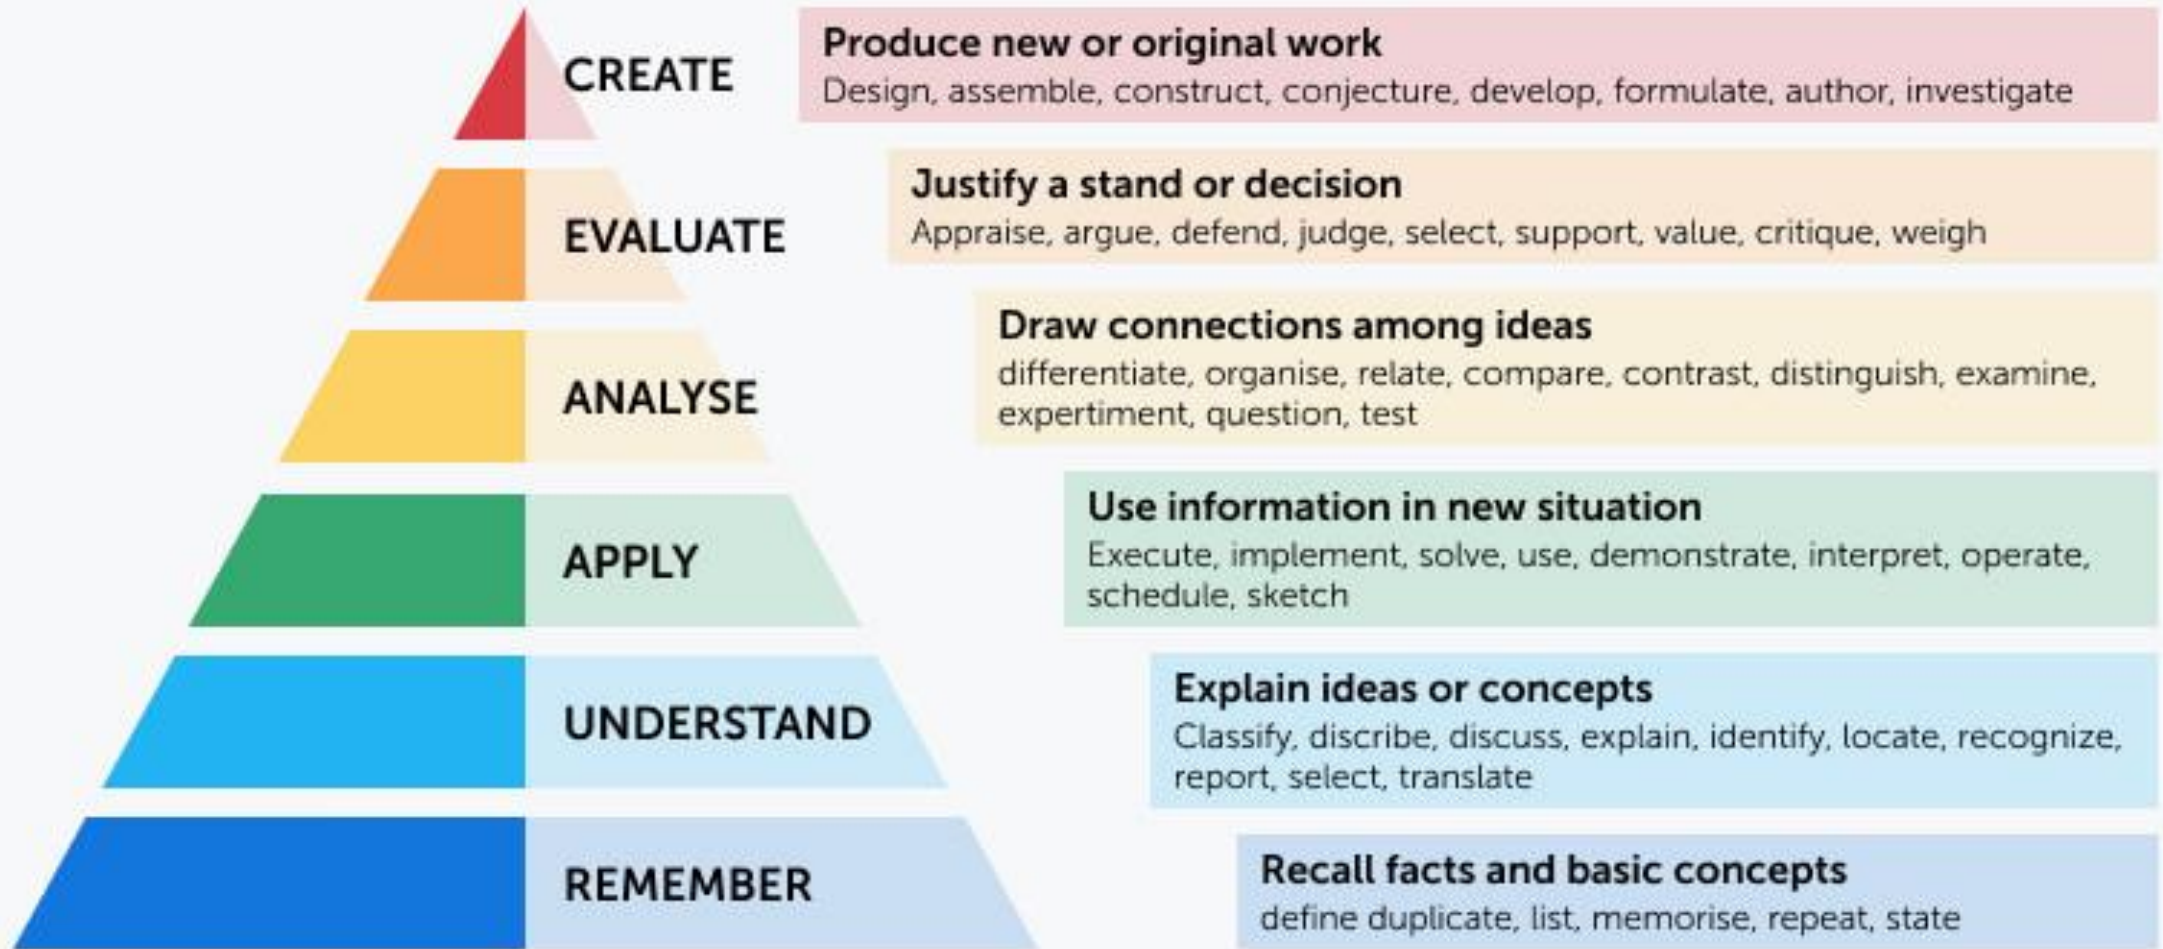 CREATE
Produce new or original work
Design, assemble, construct, conjecture, develop, formulate, author, investigate
EVALUATE
Justify a stand or decision
Appraise, argue, defend, judge, select, support, value, critique, weigh
ANALYSE
Draw connections among ideas
differentiate, organise, relate, compare, contrast, distinguish, examine,
expertiment, question, test
APPLY
Use information in new situation
Execute, implement, solve, use, demonstrate, interpret, operate,
schedule, sketch
UNDERSTAND
Explain ideas or concepts
Classify, discribe, discuss, explain, identify, locate, recognize,
report, select, translate
REMEMBER
Recall facts and basic concepts
define duplicate, list, memorise, repeat, state